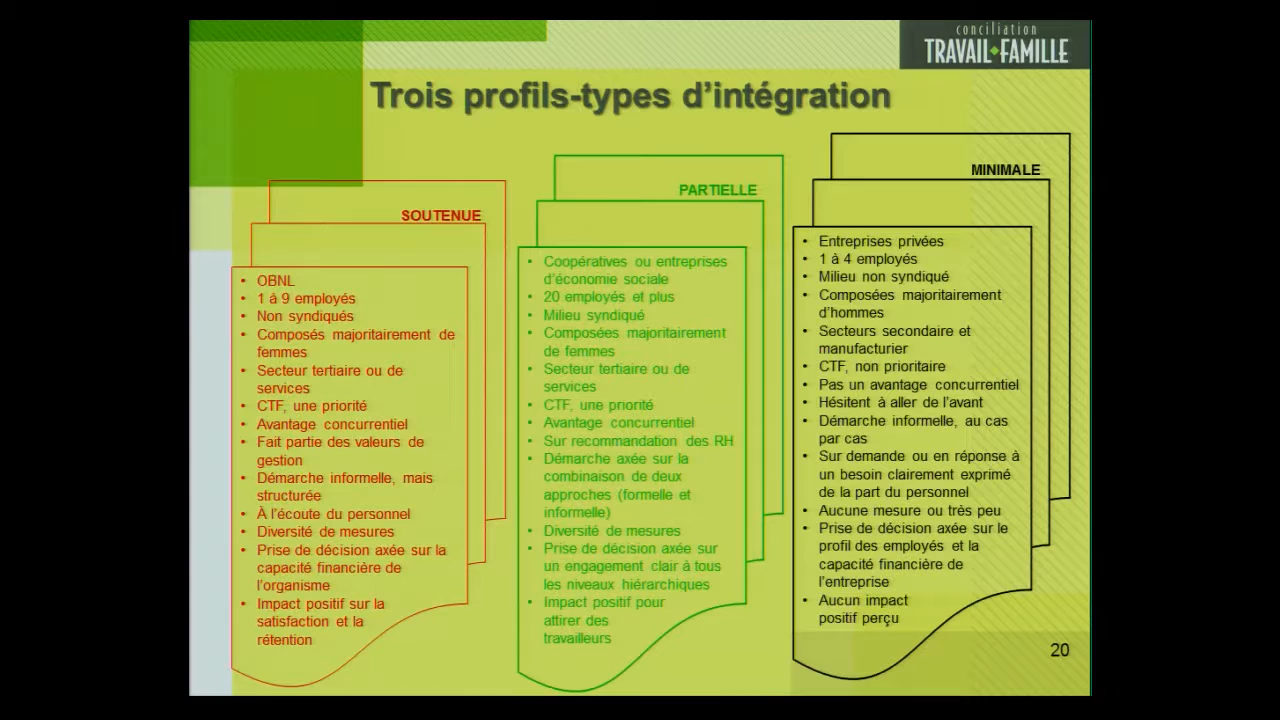 conciliation
TRAVAIL FAMILLE
Trois profils-types d’intégration
SOUTENUE
• OBNL
• 1 à 9 employés
• Non syndiqués
• Composés majoritairement de
femmes
• Secteur tertiaire ou de
services
• CTF, une priorité
• Avantage concurrentiel
• Fait partie des valeurs de
gestion
• Démarche informelle, mais
structurée
• À l’écoute du personnel
• Diversité de mesures
• Prise de décision axée sur la
capacité financière de
l’organisme
• Impact positif sur la
satisfaction et la
rétention
PARTIELLE
• Coopératives ou entreprises
d’économie sociale
• 20 employés et plus
• Milieu syndiqué
• Composées majoritairement
de femmes
• Secteur tertiaire ou de
services
• CTF, une priorité
• Avantage concurrentiel
• Sur recommandation des RH
• Démarche axée sur la
combinaison de deux
approches (formelle et
informelle)
• Diversité de mesures
• Prise de décision axée sur
un engagement clair à tous
les niveaux hiérarchiques
• Impact positif pour
attirer des
travailleurs
MINIMALE
• Entreprises privées
• 1 à 4 employés
• Milieu non syndiqué
• Composées majoritairement
d’hommes
• Secteurs secondaire et
manufacturier
• CTF, non prioritaire
• Pas un avantage concurrentiel
• Hésitent à aller de l’avant
• Démarche informelle, au cas
par cas
• Sur demande ou en réponse à
un besoin clairement exprimé
de la part du personnel
• Aucune mesure ou très peu
• Prise de décision axée sur le
profil des employés et la
capacité financière de
l’entreprise
• Aucun impact
positif perçu
20